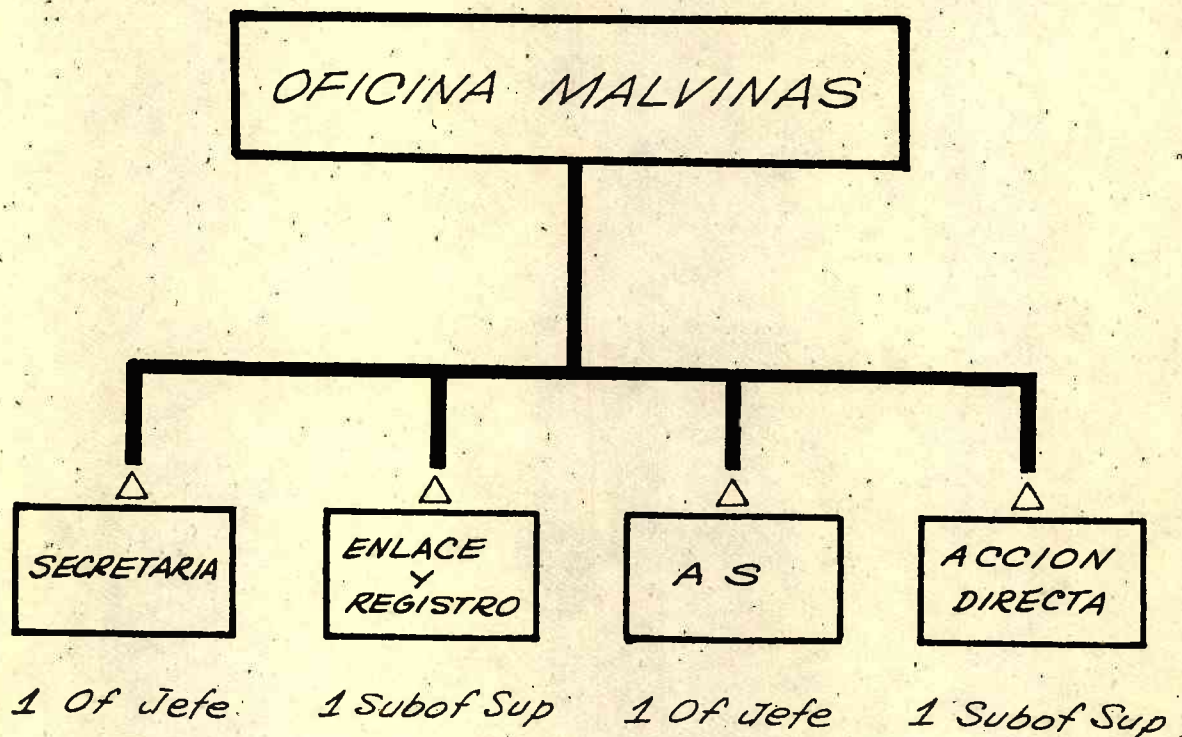 OFICINA MALVINAS
SECRETARIA
ENLACE
Y
REGISTRO
A S
ACCION
DIRECTA
1 Of Jefe
1 Subof Sup
1 Of Jefe
1 Subof Sup